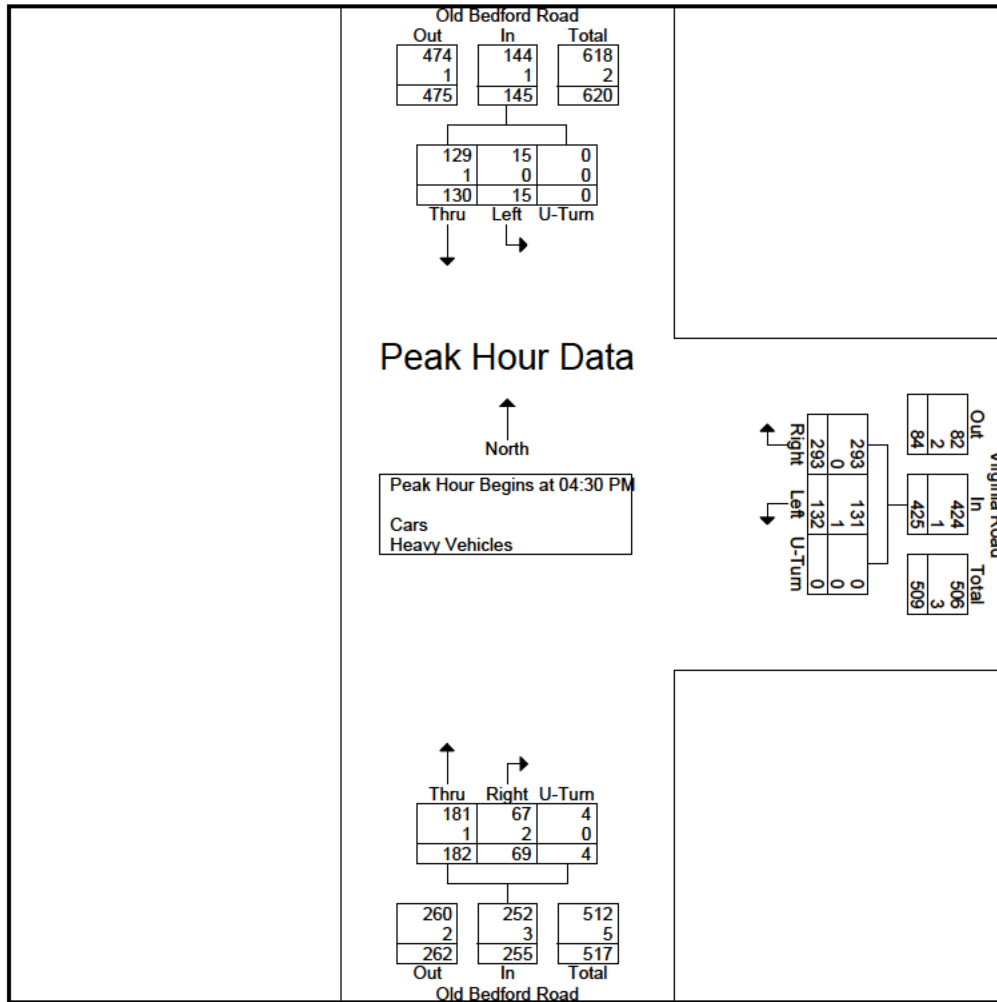 Old Bedford Road
Out In Total
474 144 618
1 1 2
475 145 620
129 15 0
1 0 0
130 15 0
Thru Left U-Turn
Peak Hour Data
North
Peak Hour Begins at 04:30 PM
Cars
Heavy Vehicles
Virginia Road
Out In Total
82 424 506
2 1 3
84 425 509
293 131 0
0 1 0
293 132 0
Right Left U-Turn
Thru Right U-Turn
181 67 4
1 2 0
182 69 4
260 252 512
2 3 5
262 255 517
Out In Total
Old Bedford Road